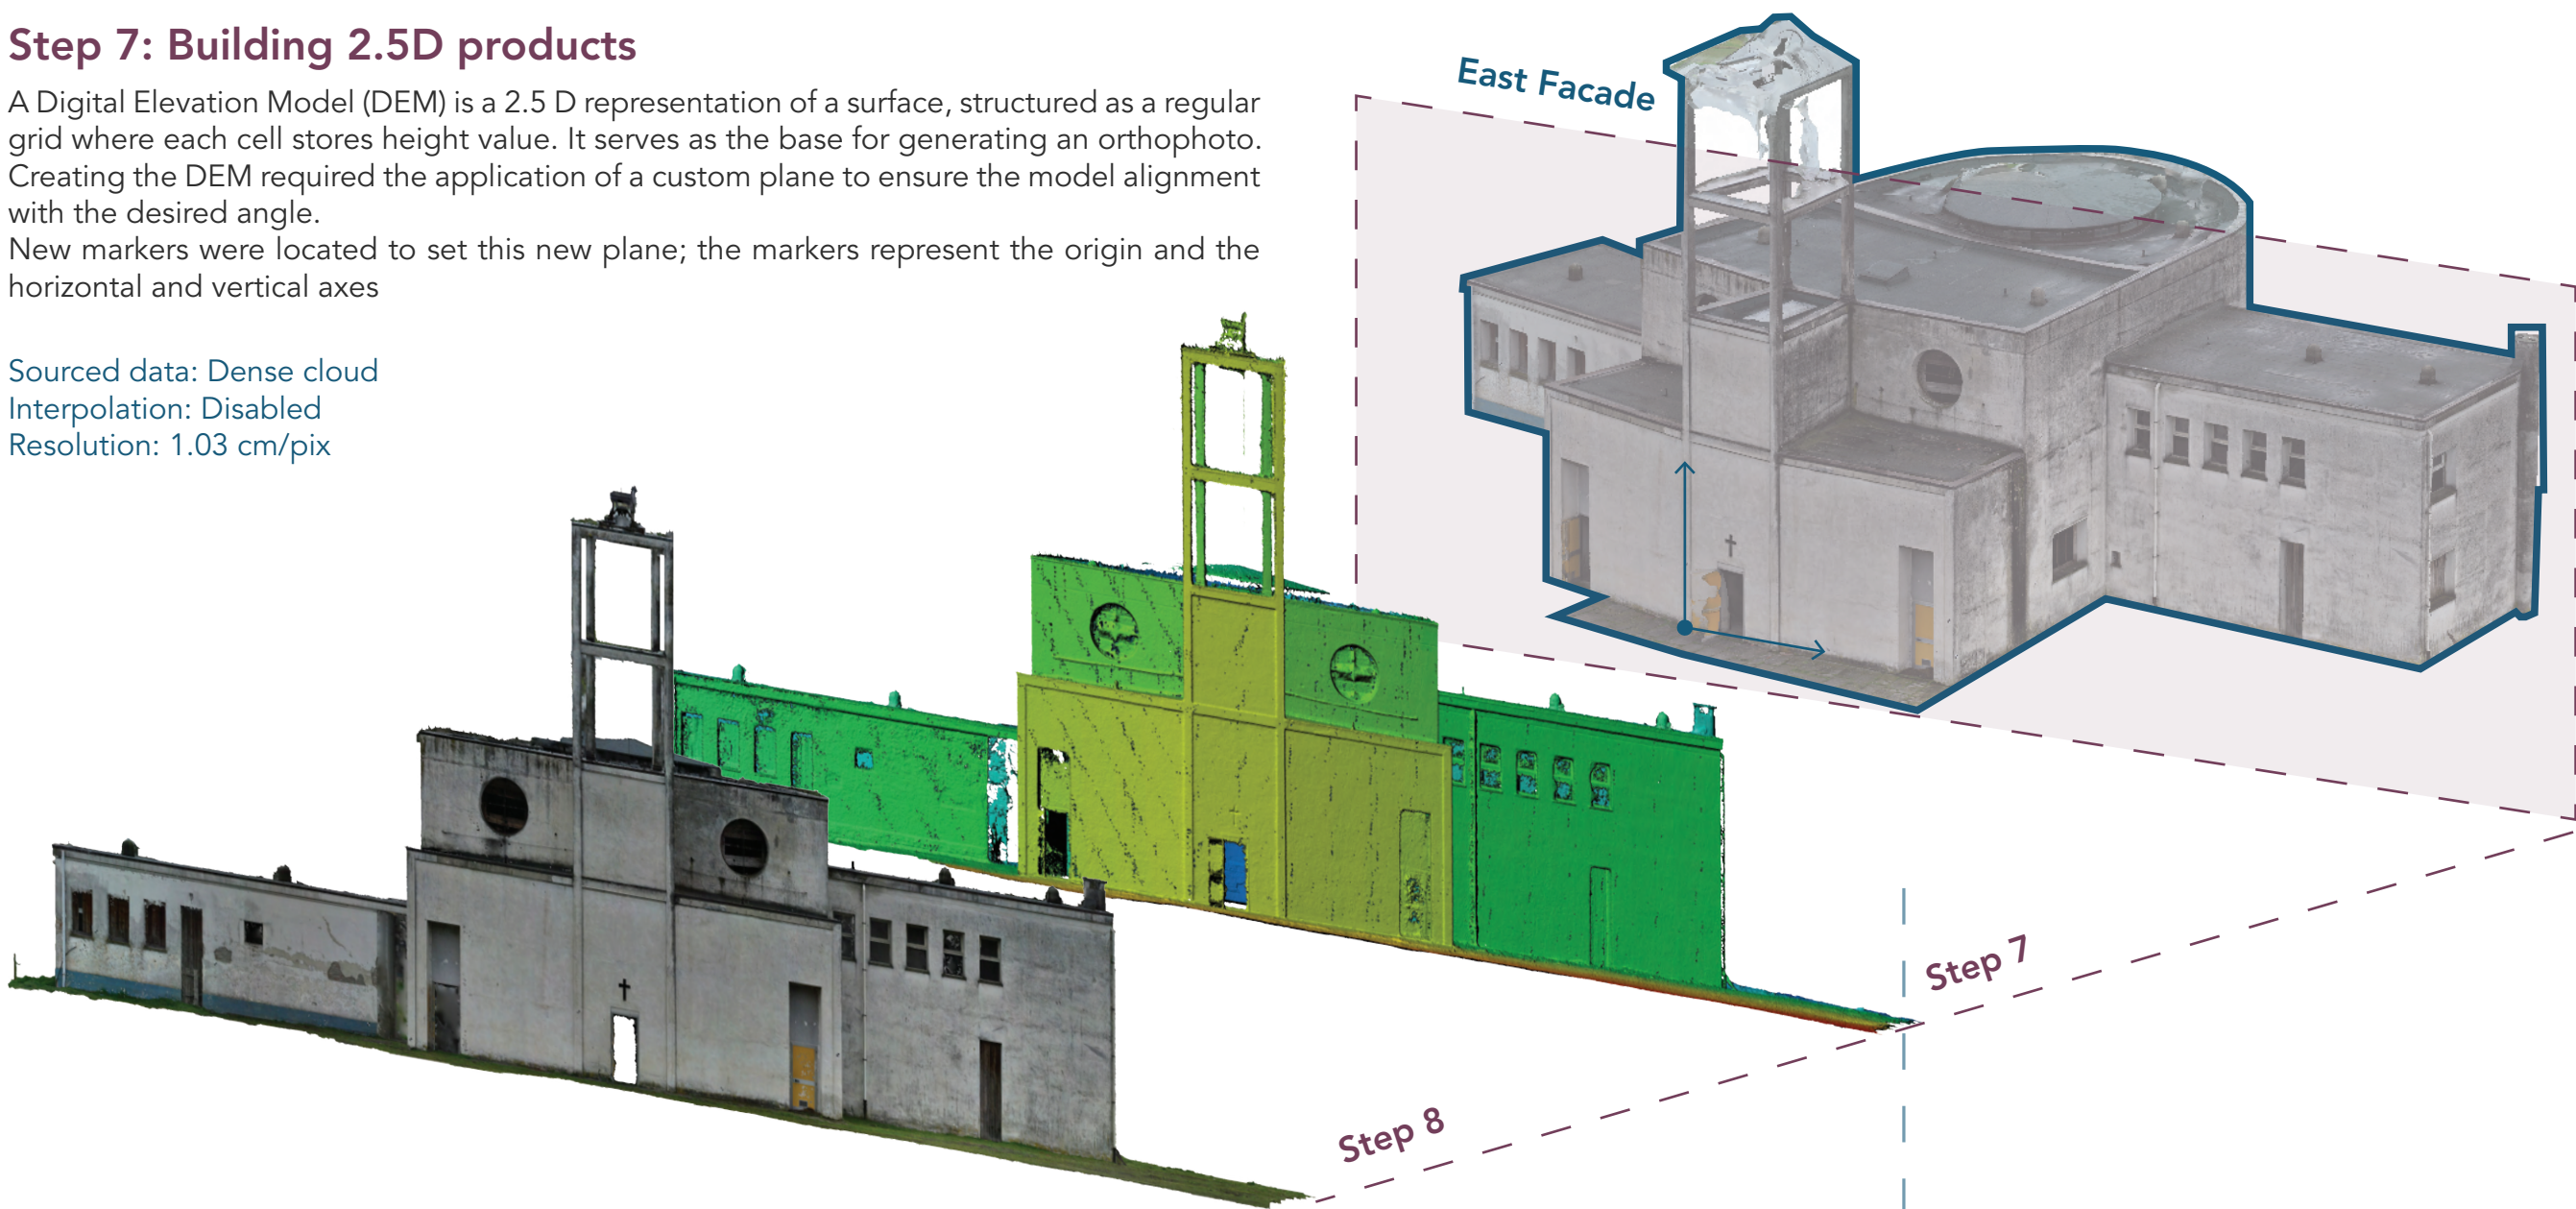 Step 7: Building 2.5D products
A Digital Elevation Model (DEM) is a 2.5 D representation of a surface, structured as a regular
grid where each cell stores height value. It serves as the base for generating an orthophoto.
Creating the DEM required the application of a custom plane to ensure the model alignment
with the desired angle.
New markers were located to set this new plane; the markers represent the origin and the
horizontal and vertical axes
Sourced data: Dense cloud
Interpolation: Disabled
Resolution: 1.03 cm/pix
East Facade
Step 7
Step 8